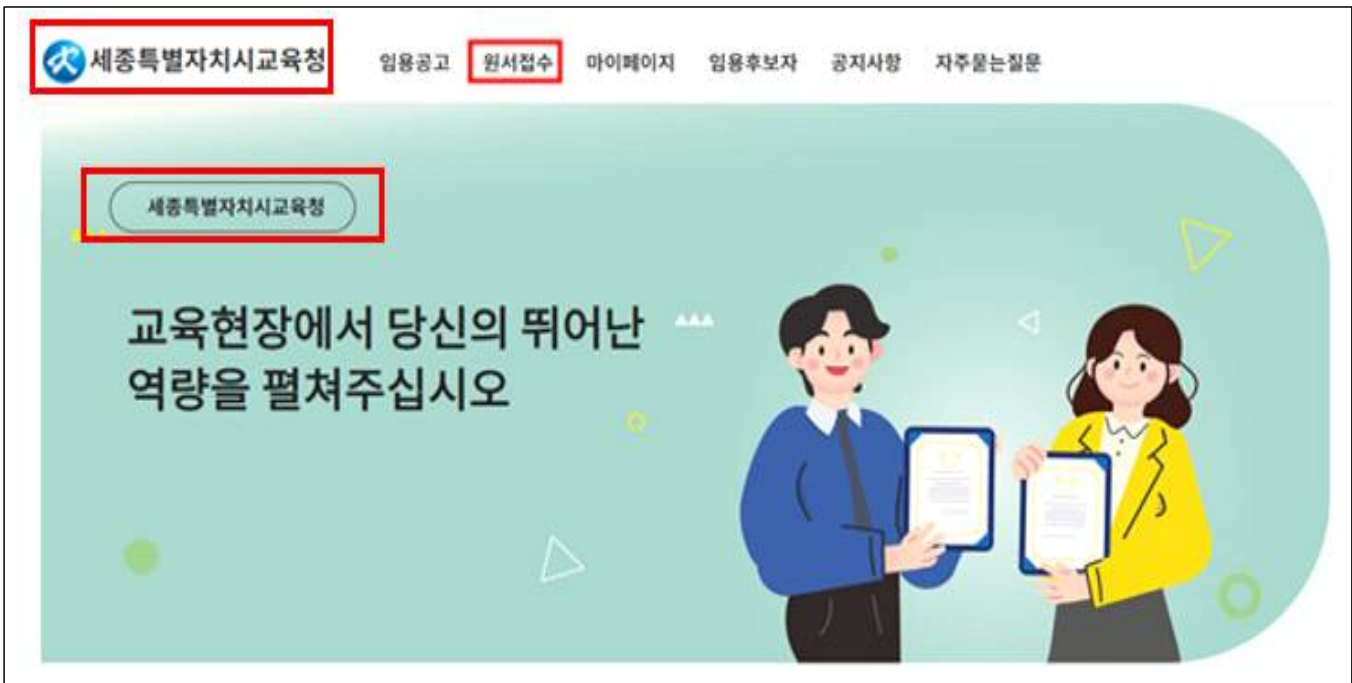 세종특별자치시교육청 임용공고 원서접수 마이페이지 임용후보자 공지사항 자주묻는질문
세종특별자치시교육청
교육현장에서 당신의 뛰어난
역량을 펼쳐주십시오